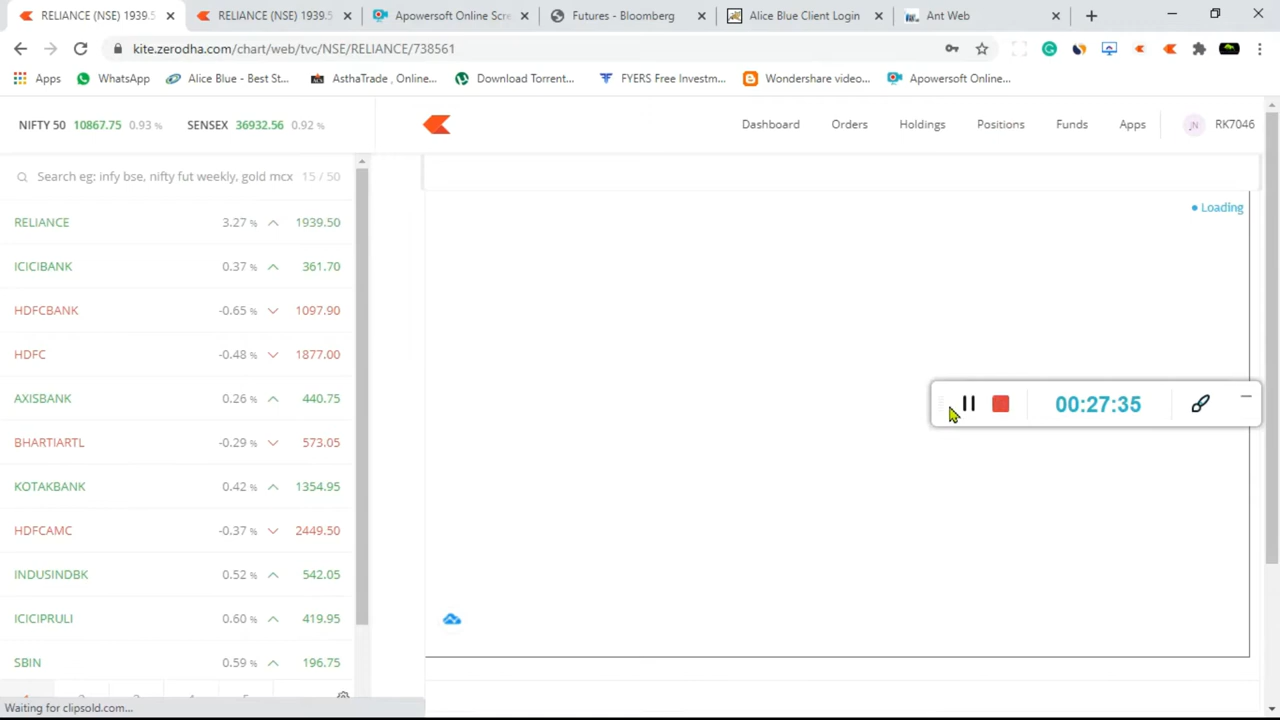 RELIANCE (NSE) 1939.5
RELIANCE (NSE) 1939.5
Apowersoft Online Scre
Futures - Bloomberg
Alice Blue Client Login
Ant Web
kite.zerodha.com/chart/web/tvc/NSE/RELIANCE/738561
Apps
WhatsApp
Alice Blue - Best St...
AsthaTrade , Online...
Download Torrent...
FYERS Free Investm...
Wondershare video...
Apowersoft Online...
NIFTY 50 10867.75 0.93 %
SENSEX 36932.56 0.92 %
Dashboard
Orders
Holdings
Positions
Funds
Apps
JN
RK7046
Search eg: infy bse, nifty fut weekly, gold mcx
15 / 50
Loading
RELIANCE 3.27 % 1939.50
ICICIBANK 0.37 % 361.70
HDFCBANK -0.65 % 1097.90
HDFC -0.48 % 1877.00
AXISBANK 0.26 % 440.75
00:27:35
BHARTIARTL -0.29 % 573.05
KOTAKBANK 0.42 % 1354.95
HDFCAMC -0.37 % 2449.50
INDUSINDBK 0.52 % 542.05
ICICIPRULI 0.60 % 419.95
SBIN 0.59 % 196.75
Waiting for clipsold.com...